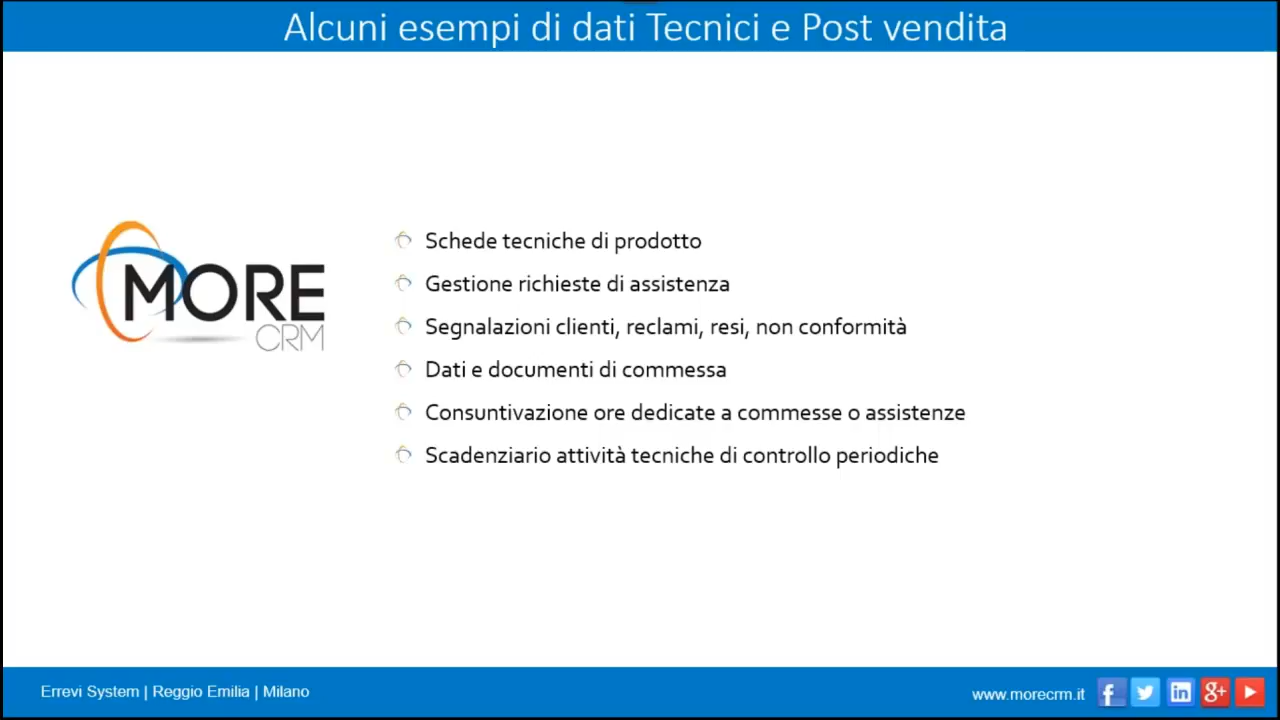 Alcuni esempi di dati Tecnici e Post vendita
MORE
CRM
Schede tecniche di prodotto
Gestione richieste di assistenza
Segnalazioni clienti, reclami, resi, non conformità
Dati e documenti di commessa
Consuntivazione ore dedicate a commesse o assistenze
Scadenziario attività tecniche di controllo periodiche
Errevi System | Reggio Emilia | Milano
www.morecrm.it